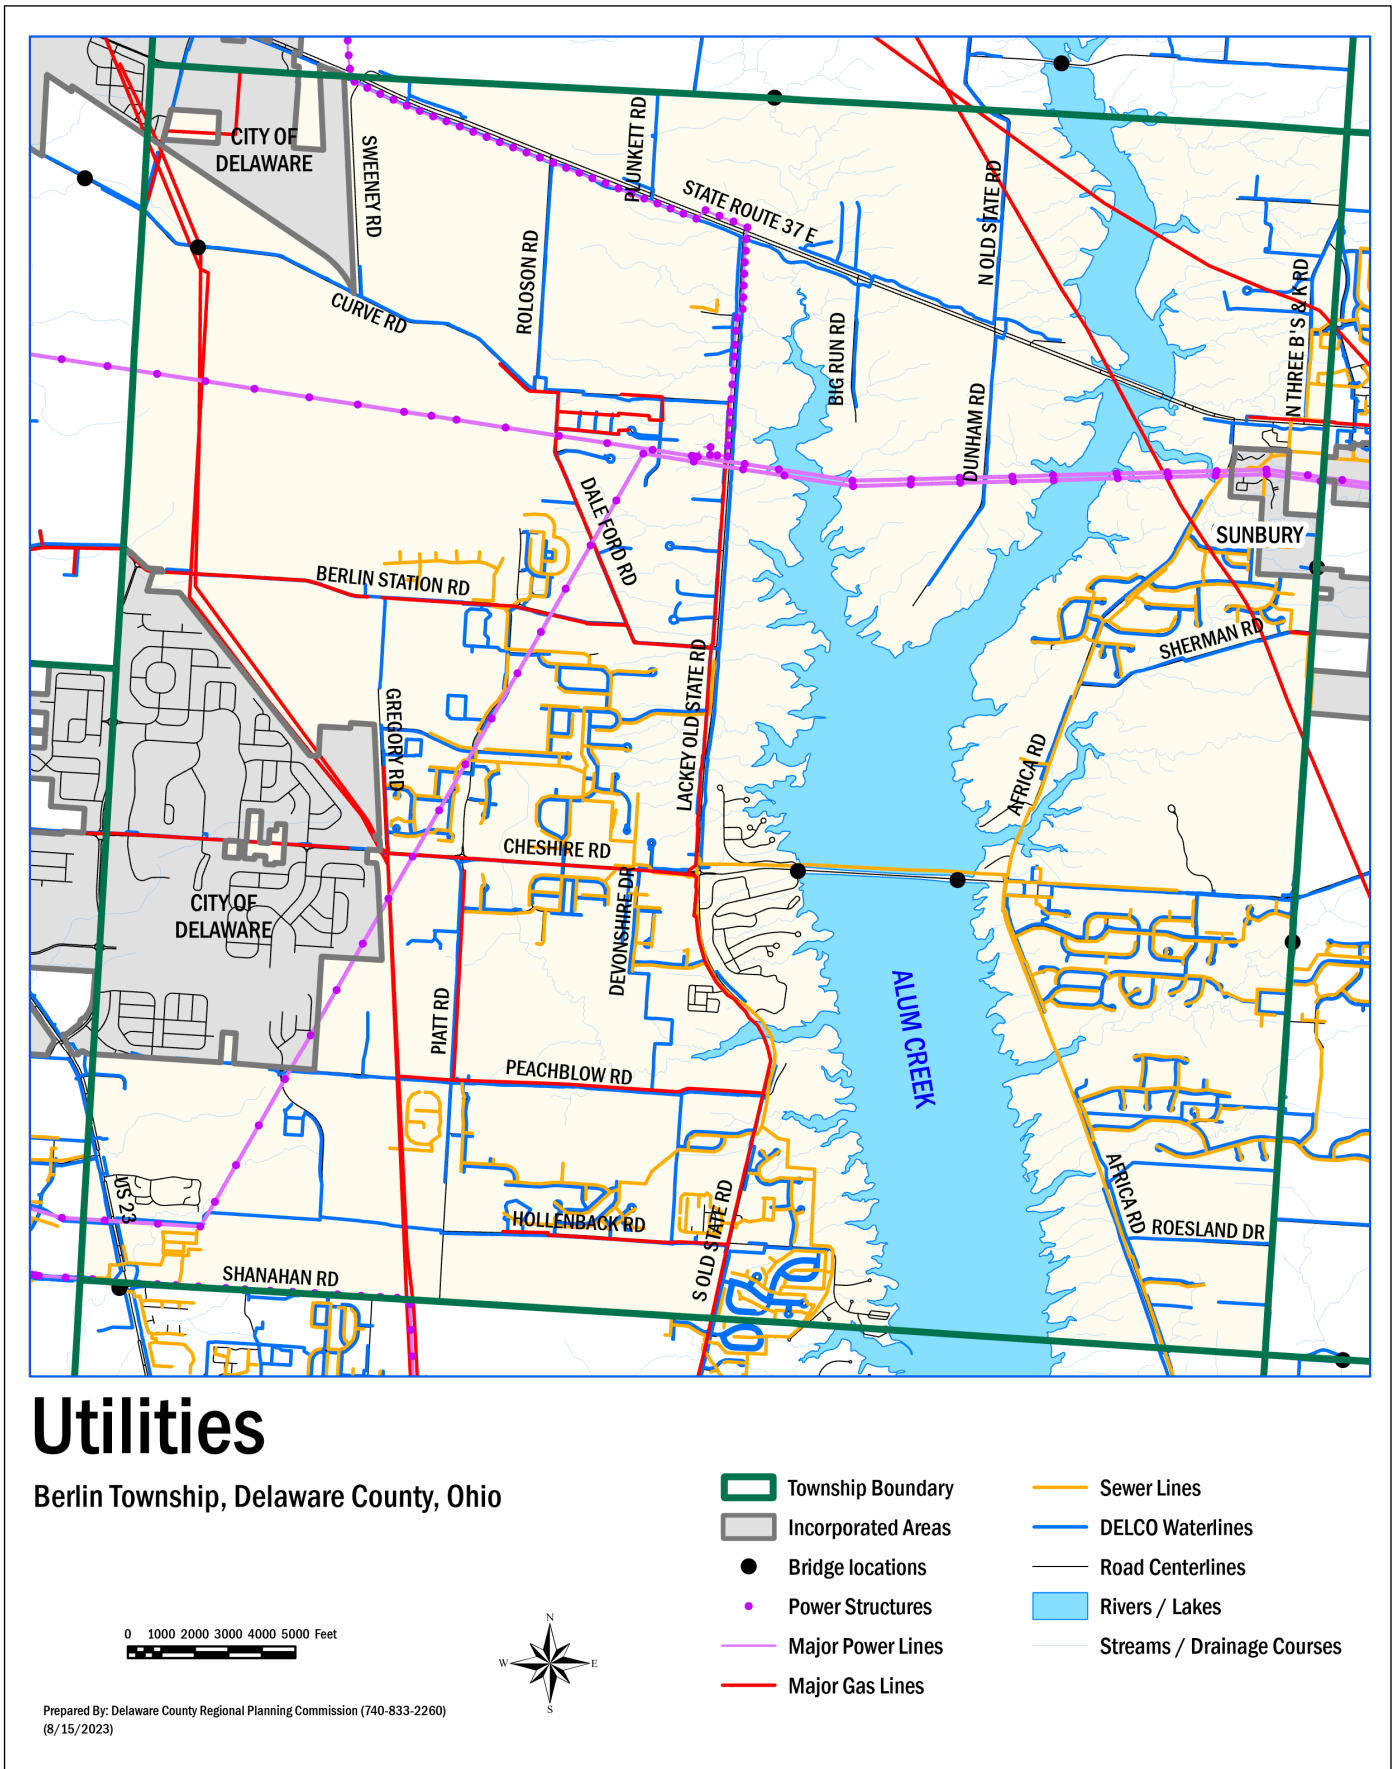 CITY OF
DELAWARE
SWEENEY RD
PLUNKETT RD
STATE ROUTE 37 E
N OLD STATE RD
ROLOSON RD
CURVE RD
BIG RUN RD
N THREE B'S & K RD
DUNHAM RD
DALE FORD RD
SUNBURY
BERLIN STATION RD
SHERMAN RD
GREGORY RD
LACKEY OLD STATE RD
AFRICA RD
CHESHIRE RD
CITY OF
DELAWARE
DEVONSHIRE DR
ALUM CREEK
PIATT RD
PEACHBLOW RD
US 23
AFRICA RD
HOLLENBACK RD
S OLD STATE RD
ROESLAND DR
SHANAHAN RD
Utilities
Berlin Township, Delaware County, Ohio
Township Boundary
Incorporated Areas
Bridge locations
Power Structures
Major Power Lines
Major Gas Lines
Sewer Lines
DELCO Waterlines
Road Centerlines
Rivers / Lakes
Streams / Drainage Courses
0 1000 2000 3000 4000 5000 Feet
N
W E
S
Prepared By: Delaware County Regional Planning Commission (740-833-2260)
(8/15/2023)